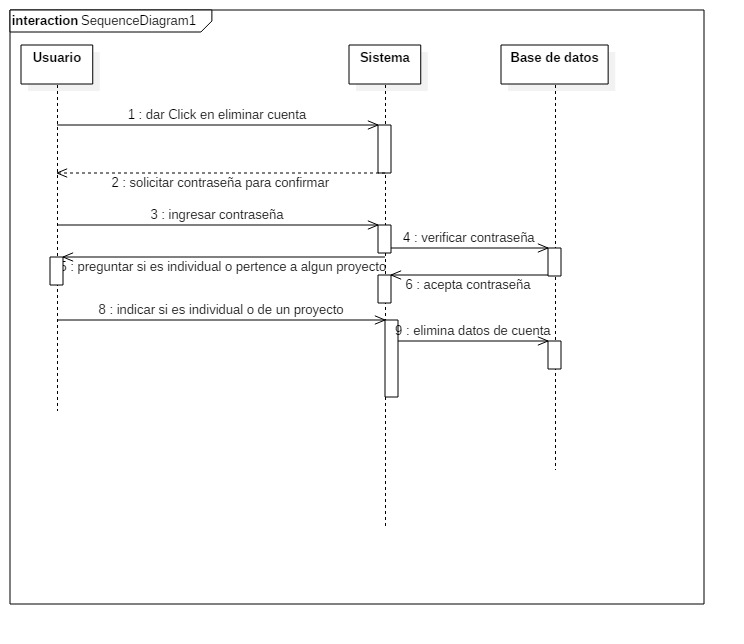 interaction SequenceDiagram1
Usuario
Sistema
Base de datos
1 : dar Click en eliminar cuenta
2 : solicitar contraseña para confirmar
3 : ingresar contraseña
4 : verificar contraseña
5 : preguntar si es individual o pertence a algun proyecto
6 : acepta contraseña
8 : indicar si es individual o de un proyecto
9 : elimina datos de cuenta